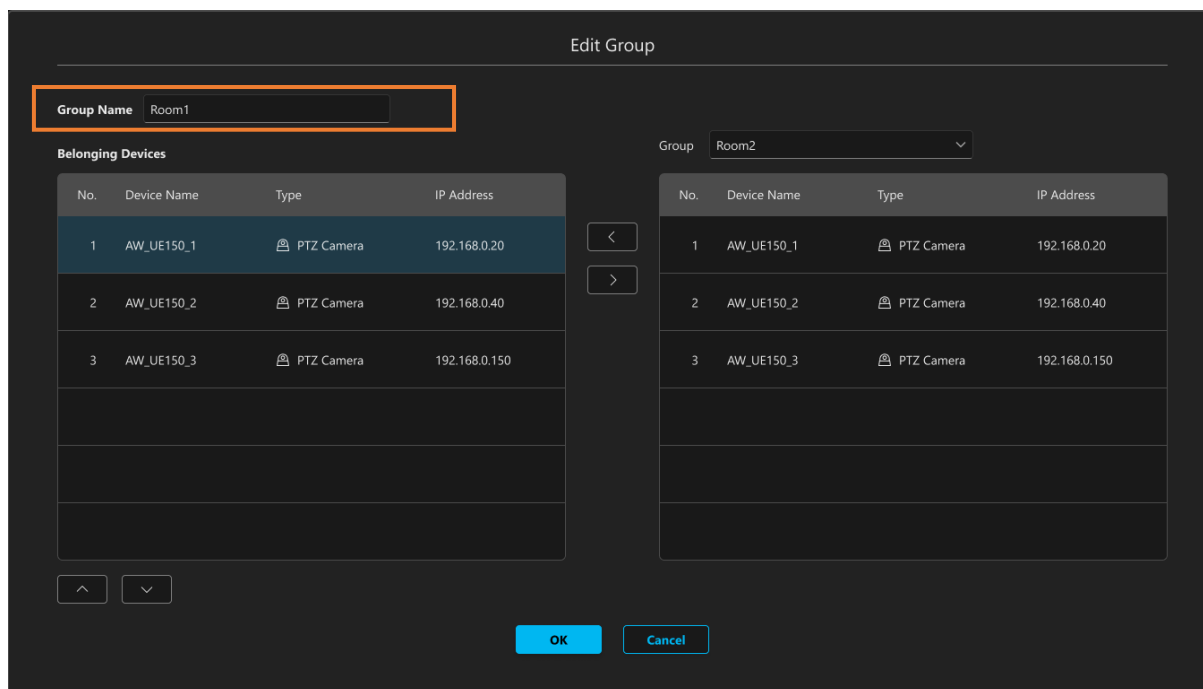 Edit Group
Group Name Room1
Belonging Devices
Group Room2
No. Device Name Type IP Address
1 AW_UE150_1 PTZ Camera 192.168.0.20
2 AW_UE150_2 PTZ Camera 192.168.0.40
3 AW_UE150_3 PTZ Camera 192.168.0.150
No. Device Name Type IP Address
1 AW_UE150_1 PTZ Camera 192.168.0.20
2 AW_UE150_2 PTZ Camera 192.168.0.40
3 AW_UE150_3 PTZ Camera 192.168.0.150
OK Cancel